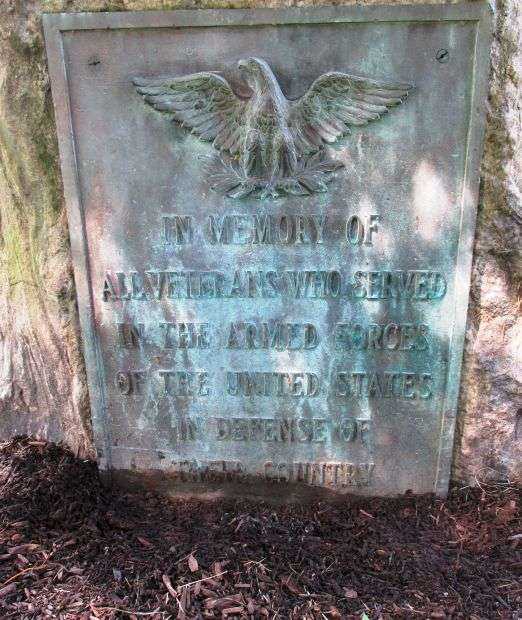 IN MEMORY OF
ALL VETERANS WHO SERVED
IN THE ARMED FORCES
OF THE UNITED STATES
IN DEFENSE OF
THEIR COUNTRY